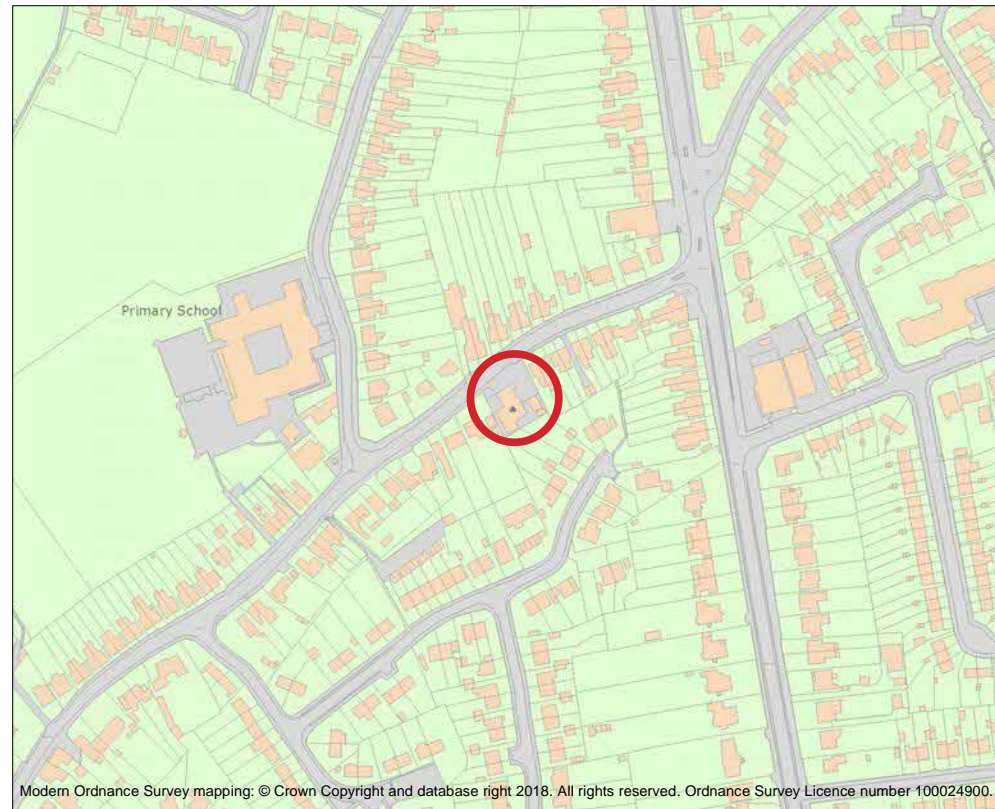 Primary School
Modern Ordnance Survey mapping: © Crown Copyright and database right 2018. All rights reserved. Ordnance Survey Licence number 100024900.